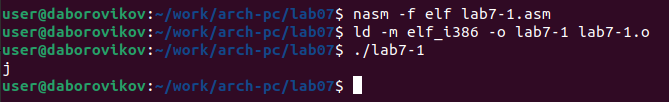 user@daborovikov:~/work/arch-pc/lab07$ nasm -f elf lab7-1.asm
user@daborovikov:~/work/arch-pc/lab07$ ld -m elf_i386 -o lab7-1 lab7-1.o
user@daborovikov:~/work/arch-pc/lab07$ ./lab7-1
j
user@daborovikov:~/work/arch-pc/lab07$